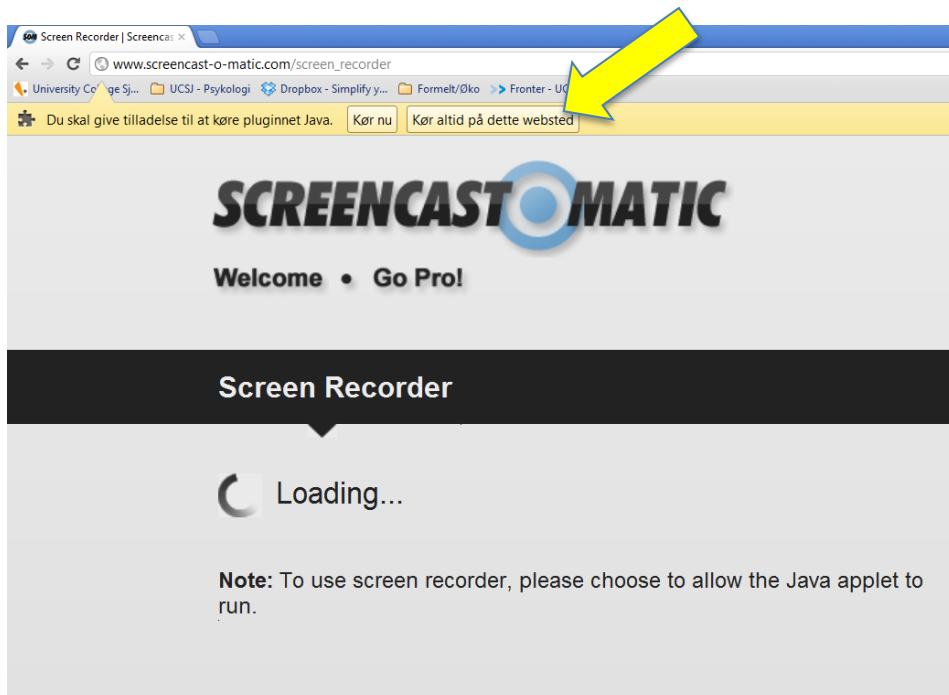 Screen Recorder | Screencas
www.screencast-o-matic.com/screen_recorder
University Co ge Sj... UCSJ - Psykologi Dropbox - Simplify y... Formelt/Øko Fronter - UC
Du skal give tilladelse til at køre pluginnet Java. Kør nu Kør altid på dette websted
SCREENCAST O MATIC
Welcome • Go Pro!
Screen Recorder
Loading...
Note: To use screen recorder, please choose to allow the Java applet to
run.